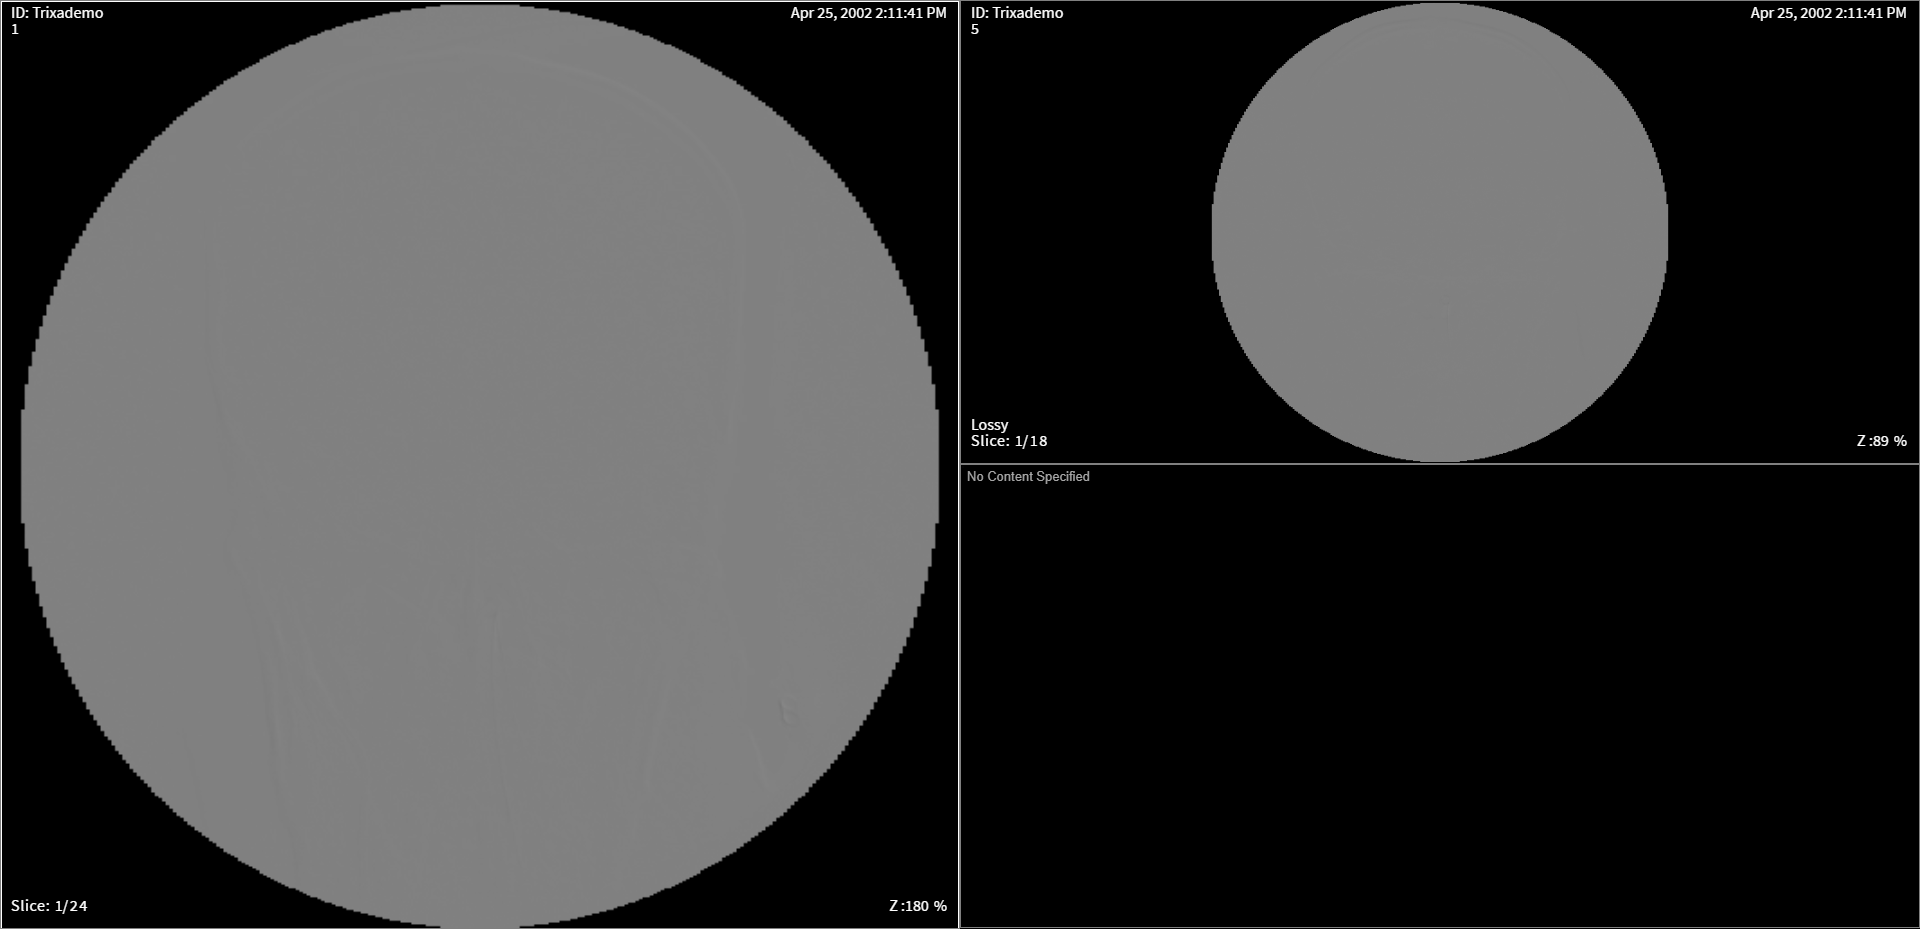 ID: Trixademo
1
Apr 25, 2002 2:11:41 PM
Slice: 1/24
Z :180 %
ID: Trixademo
5
Apr 25, 2002 2:11:41 PM
Lossy
Slice: 1/18
Z :89 %
No Content Specified